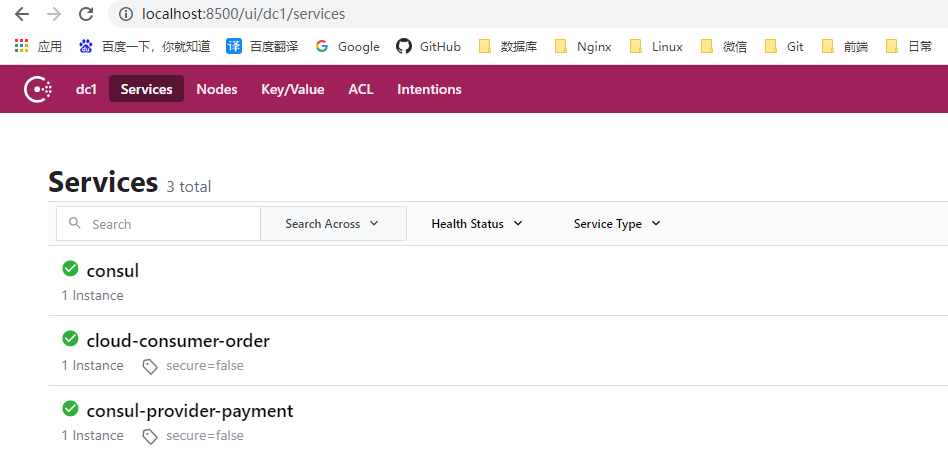 localhost:8500/ui/dc1/services
应用 百度一下，你就知道 译 百度翻译 Google GitHub 数据库 Nginx Linux 微信 Git 前端 日常
dc1 Services Nodes Key/Value ACL Intentions
Services 3 total
Search Search Across Health Status Service Type
consul
1 Instance
cloud-consumer-order
1 Instance secure=false
consul-provider-payment
1 Instance secure=false